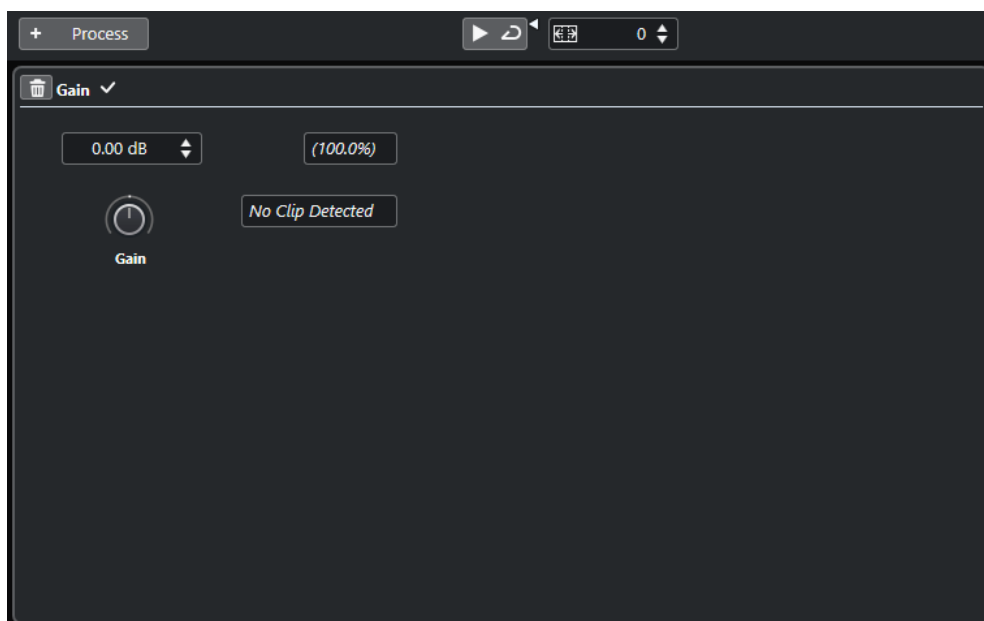 + Process
0
Gain
0.00 dB
(100.0%)
No Clip Detected
Gain